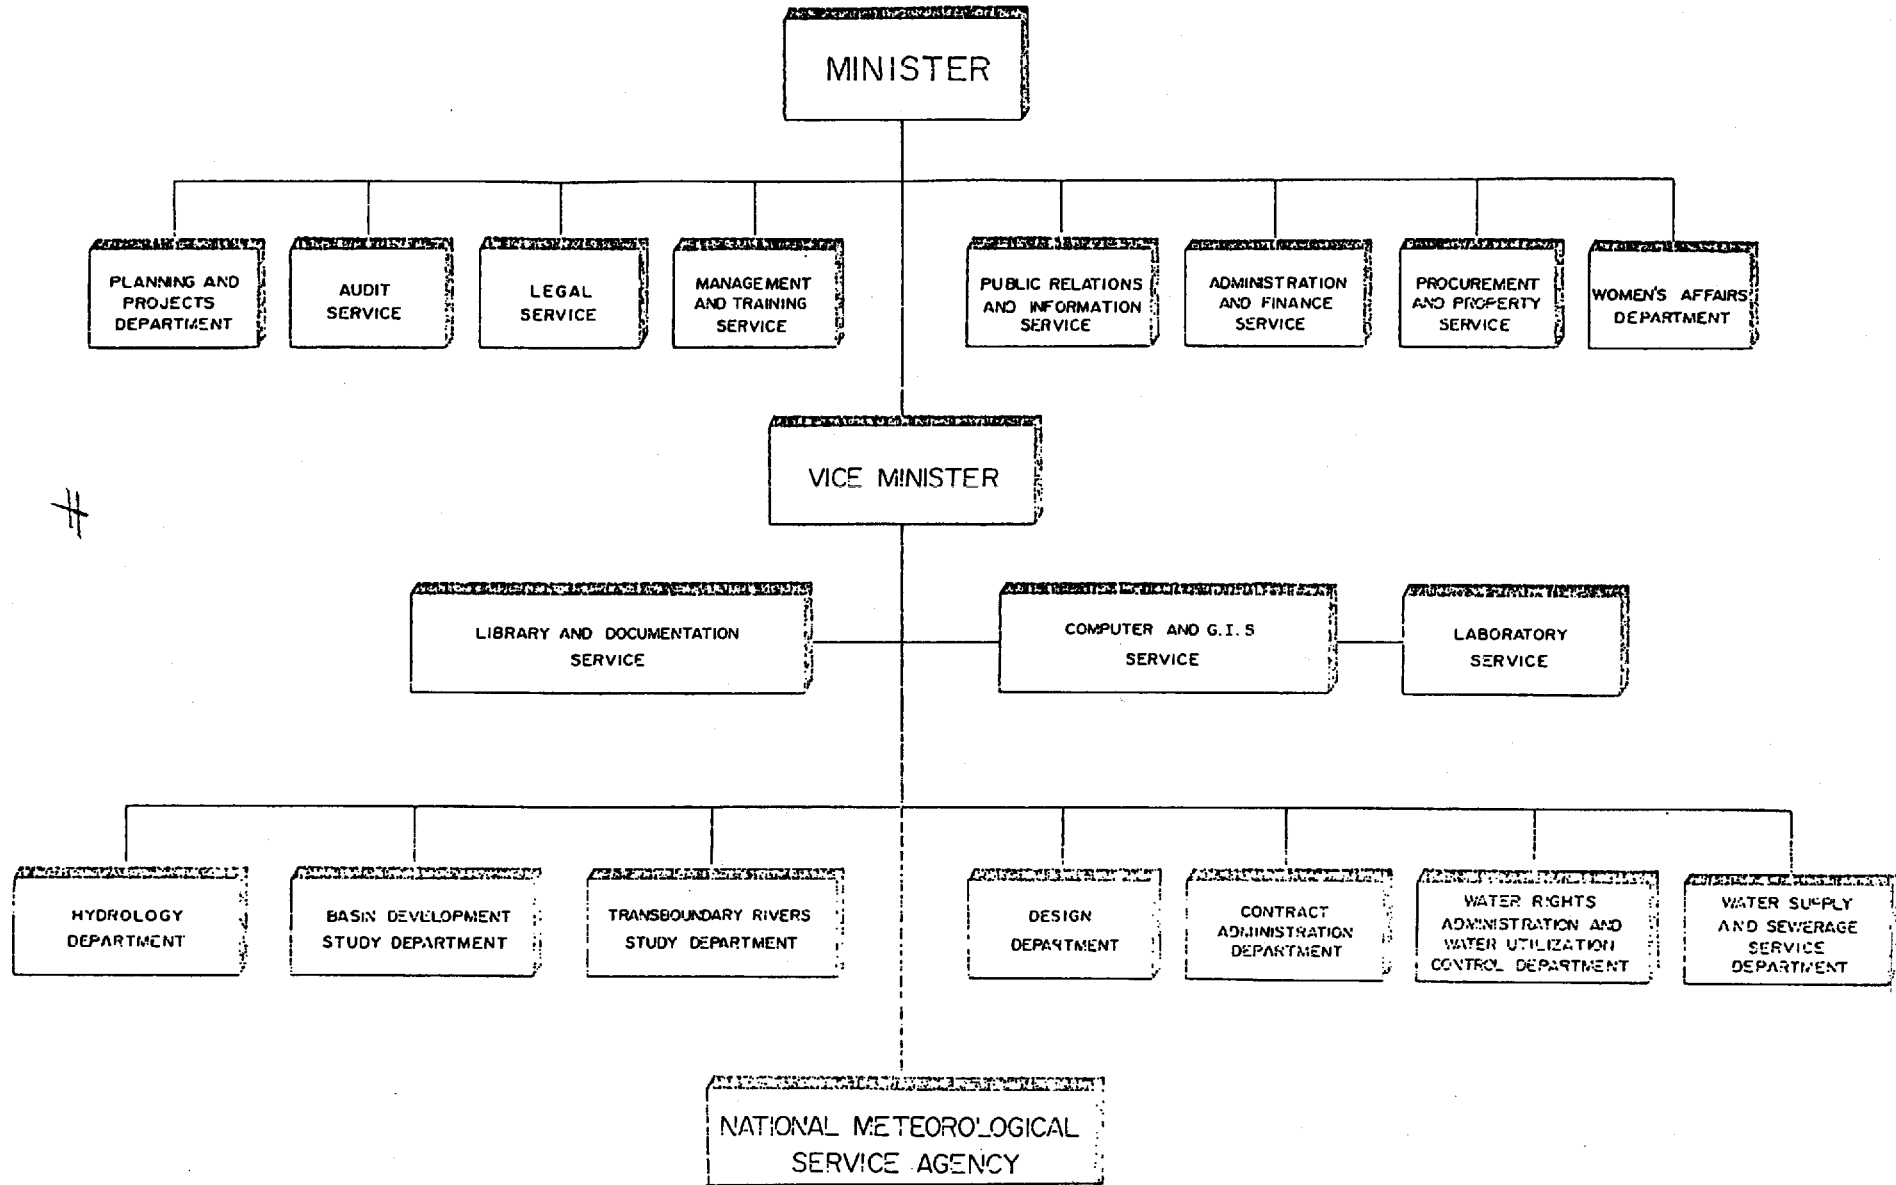 MINISTER
PLANNING AND
PROJECTS
DEPARTMENT
AUDIT
SERVICE
LEGAL
SERVICE
MANAGEMENT
AND TRAINING
SERVICE
PUBLIC RELATIONS
AND INFORMATION
SERVICE
ADMINISTRATION
AND FINANCE
SERVICE
PROCUREMENT
AND PROPERTY
SERVICE
WOMEN'S AFFAIRS
DEPARTMENT
VICE MINISTER
LIBRARY AND DOCUMENTATION
SERVICE
COMPUTER AND G.I.S
SERVICE
LABORATORY
SERVICE
HYDROLOGY
DEPARTMENT
BASIN DEVELOPMENT
STUDY DEPARTMENT
TRANSBOUNDARY RIVERS
STUDY DEPARTMENT
DESIGN
DEPARTMENT
CONTRACT
ADMINISTRATION
DEPARTMENT
WATER RIGHTS
ADMINISTRATION AND
WATER UTILIZATION
CONTROL DEPARTMENT
WATER SUPPLY
AND SEWERAGE
SERVICE
DEPARTMENT
NATIONAL METEOROLOGICAL
SERVICE AGENCY